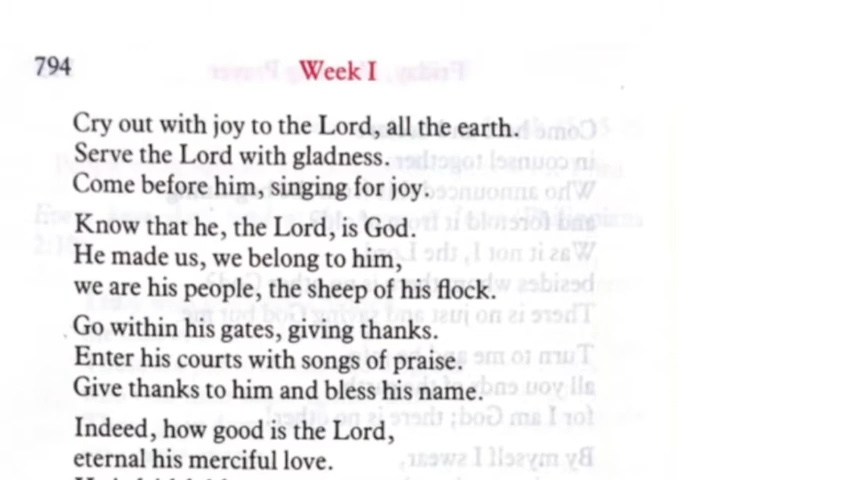 794
Week I
Cry out with joy to the Lord, all the earth.
Serve the Lord with gladness.
Come before him, singing for joy.
Know that he, the Lord, is God.
He made us, we belong to him,
we are his people, the sheep of his flock.
Go within his gates, giving thanks.
Enter his courts with songs of praise.
Give thanks to him and bless his name.
Indeed, how good is the Lord,
eternal his merciful love.